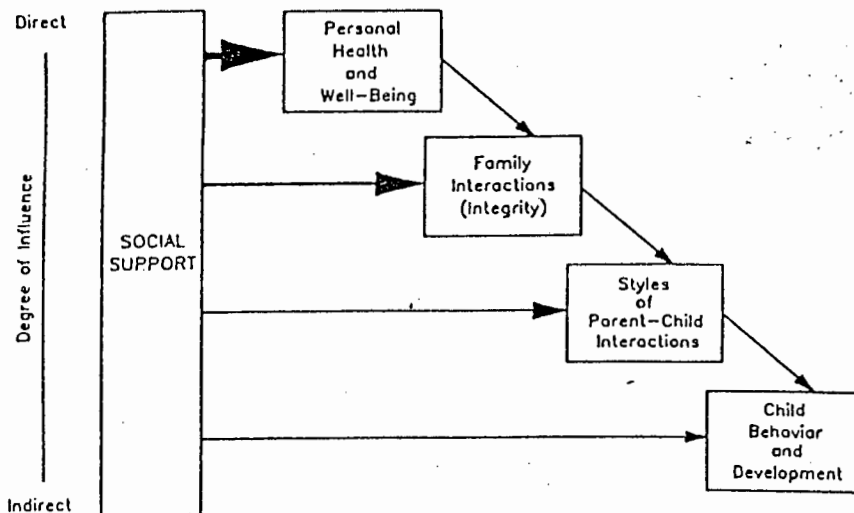 Direct
Degree of Influence
Indirect
SOCIAL
SUPPORT
Personal
Health
and
Well-Being
Family
Interactions
(Integrity)
Styles
of
Parent-Child
Interactions
Child
Behavior
and
Development